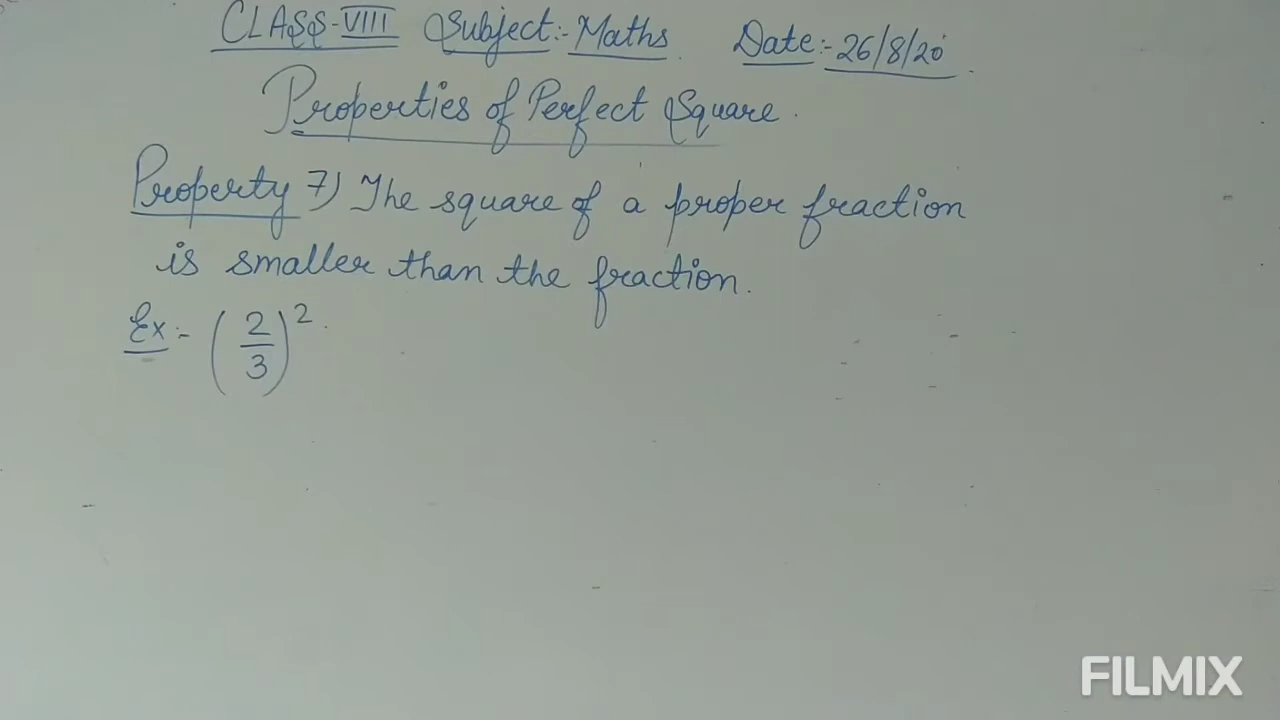 CLASS-VIII Subject:- Maths. Date:- 26/8/20.
Properties of Perfect Square.
Property 7) The square of a proper fraction
is smaller than the fraction.
Ex:- (2/3)^2.
FILMIX